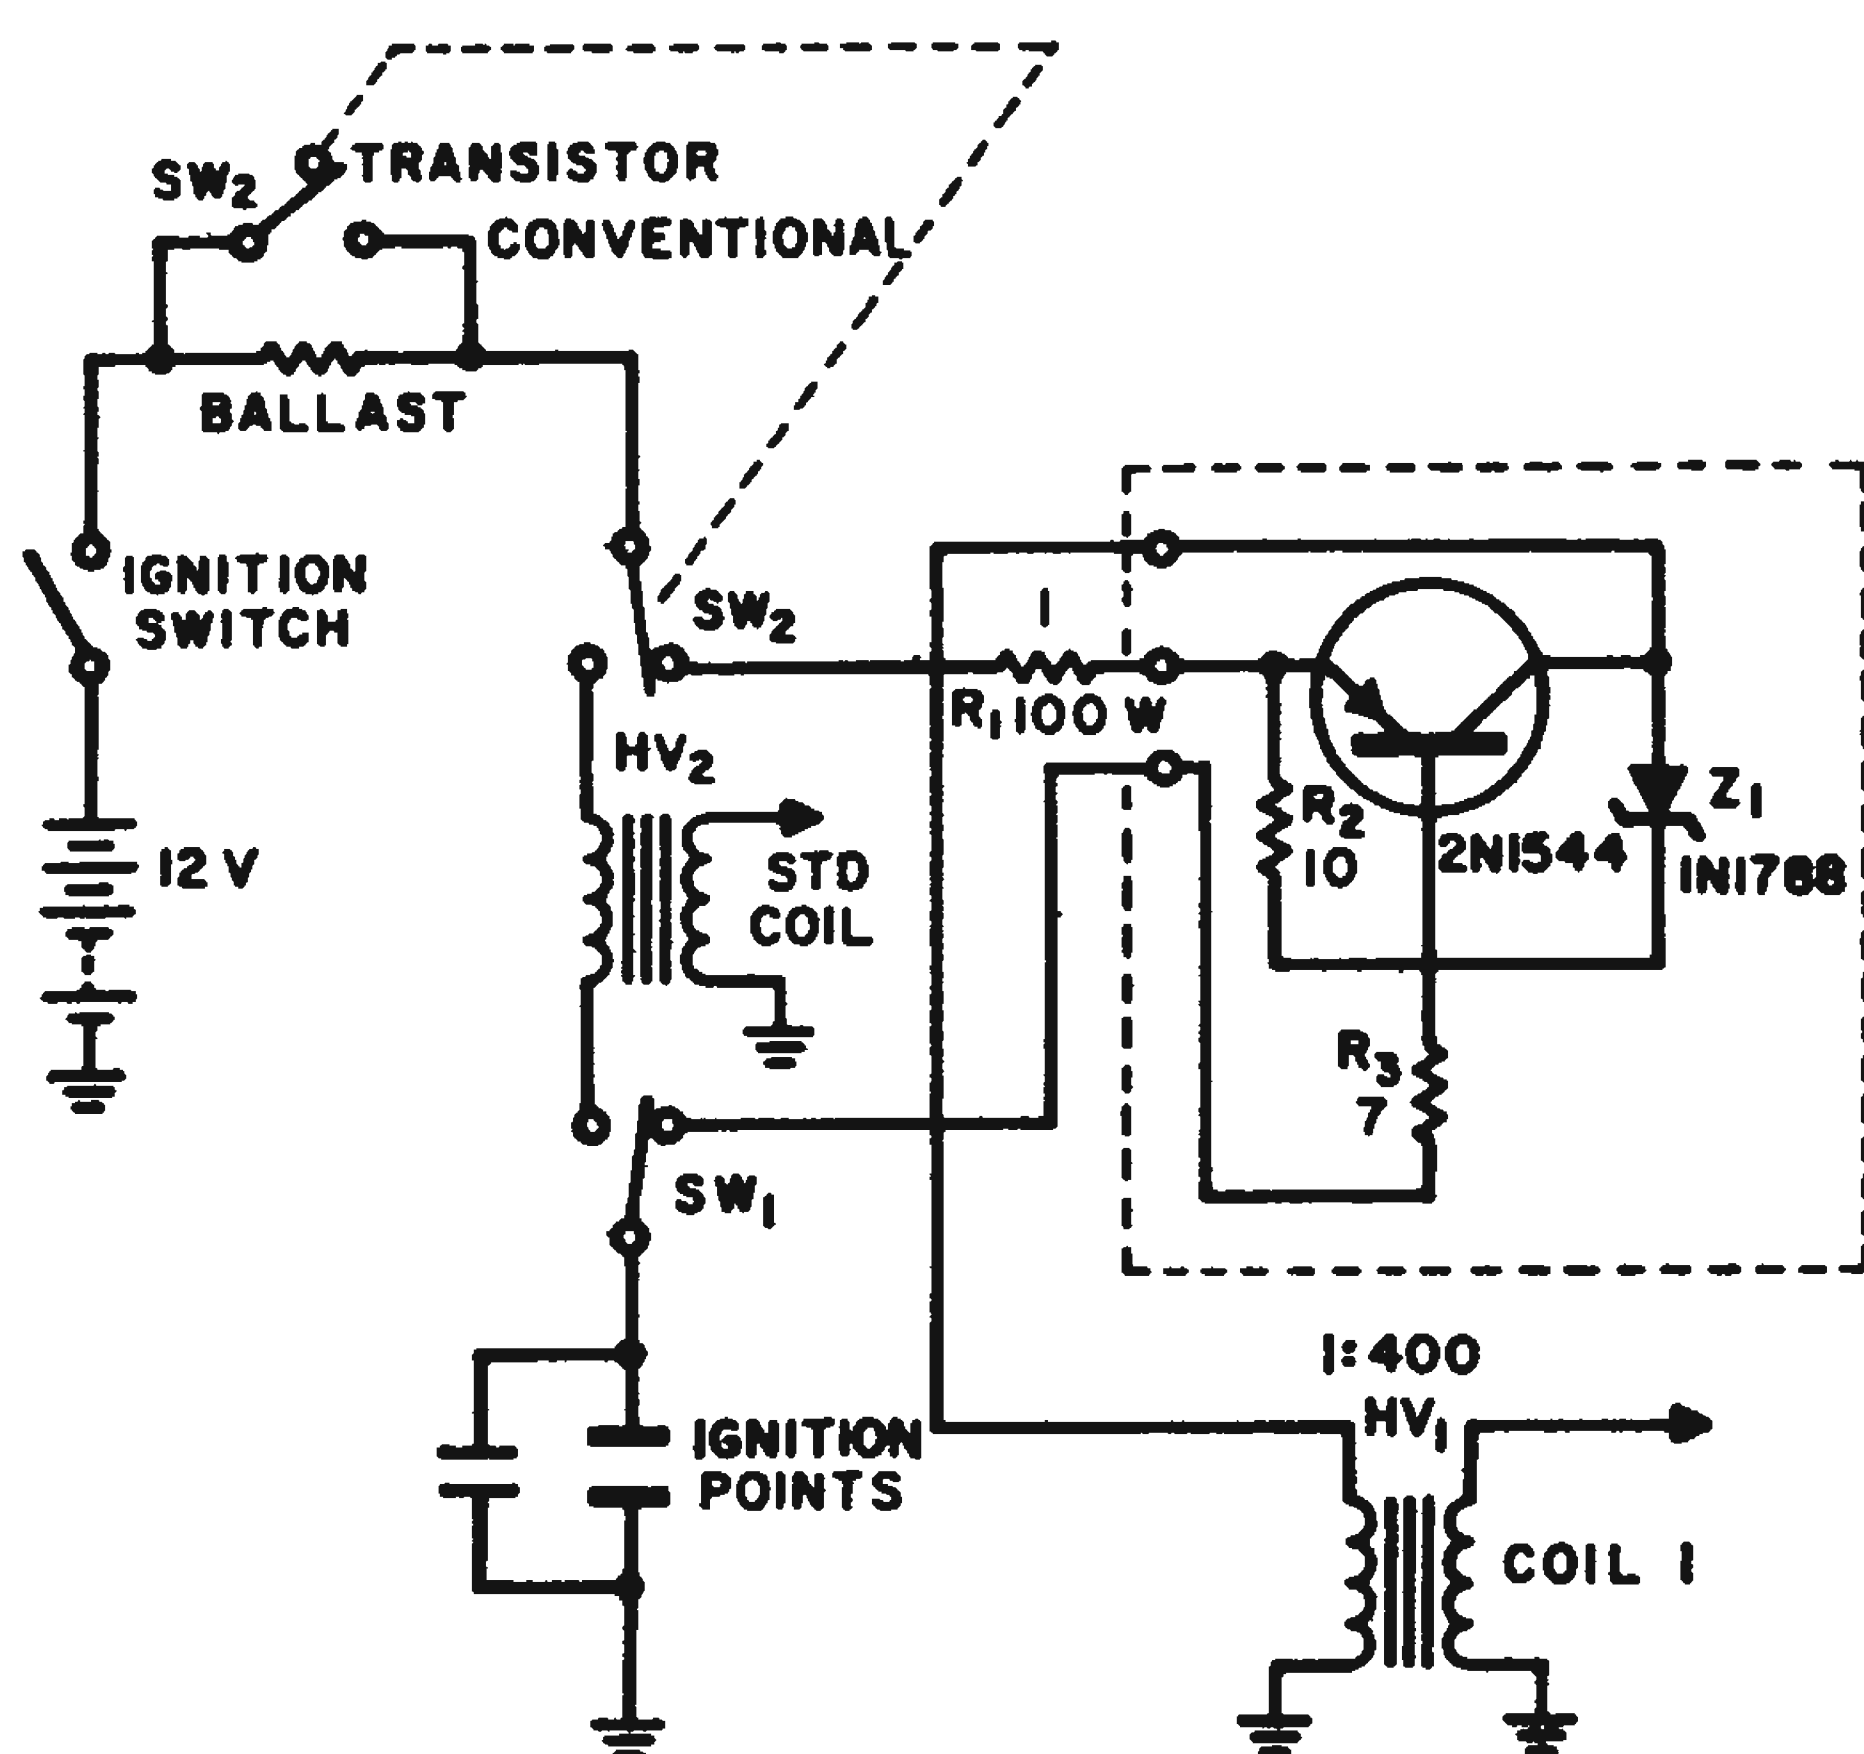 SW2
TRANSISTOR
CONVENTIONAL
BALLAST
IGNITION
SWITCH
12 V
SW2
1
R1 100 W
HV2
STD
COIL
R2
10
2N1544
Z1
1N1788
R3
7
SW1
IGNITION
POINTS
1:400
HV1
COIL 1